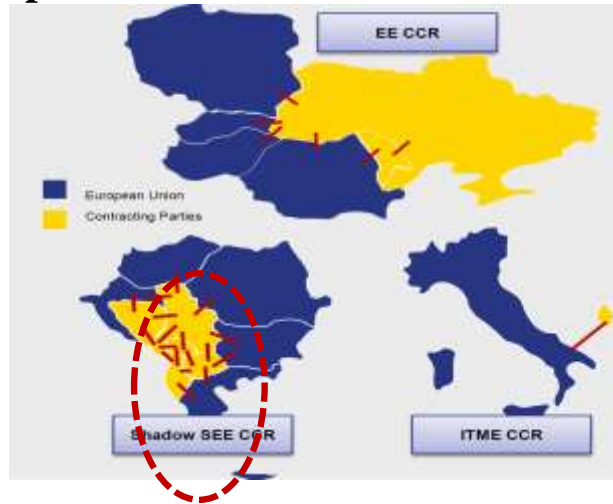 EE CCR
European Union
Contracting Parties
Shadow SEE CCR
ITME CCR